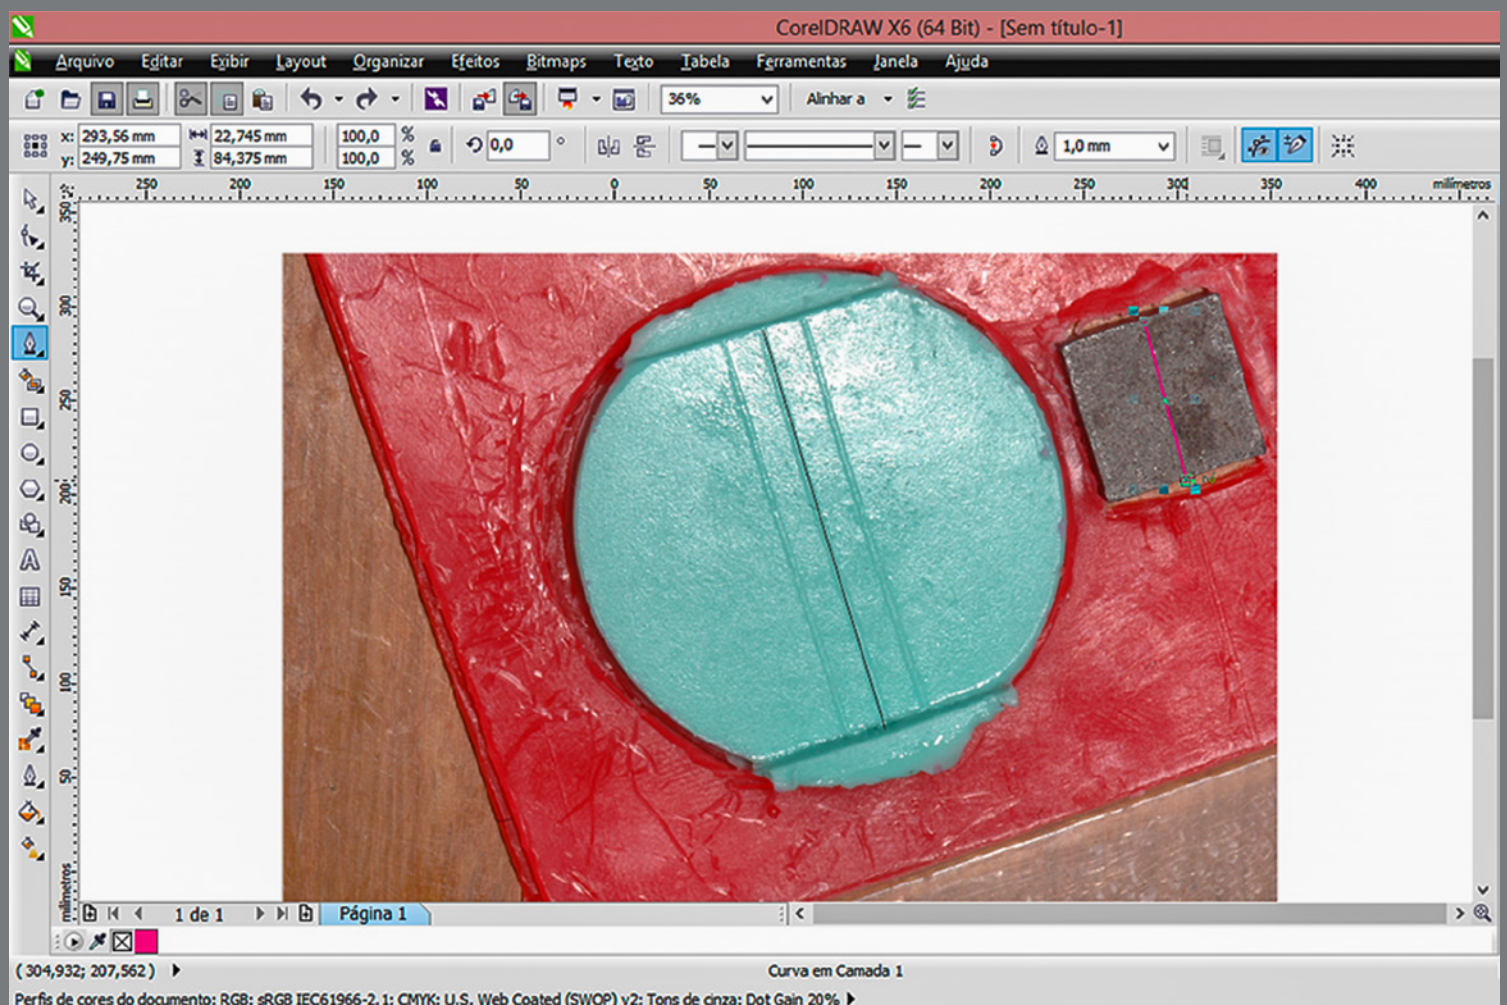 CorelDRAW X6 (64 Bit) - [Sem título-1]
Arquivo Editar Exibir Layout Organizar Efeitos Bitmaps Texto Tabela Ferramentas Janela Ajuda
36% Alinhar a
x: 293,56 mm 22,745 mm 100,0 % 0,0 ° 1,0 mm
y: 249,75 mm 84,375 mm 100,0 %
250 200 150 100 50 0 50 100 150 200 250 300 350 400 milímetros
350
300
250
200
150
100
50
milímetros
1 de 1 Página 1
( 304,932; 207,562 ) Curva em Camada 1
Perfis de cores do documento: RGB: sRGB IEC61966-2.1; CMYK: U.S. Web Coated (SWOP) v2; Tons de cinza: Dot Gain 20%